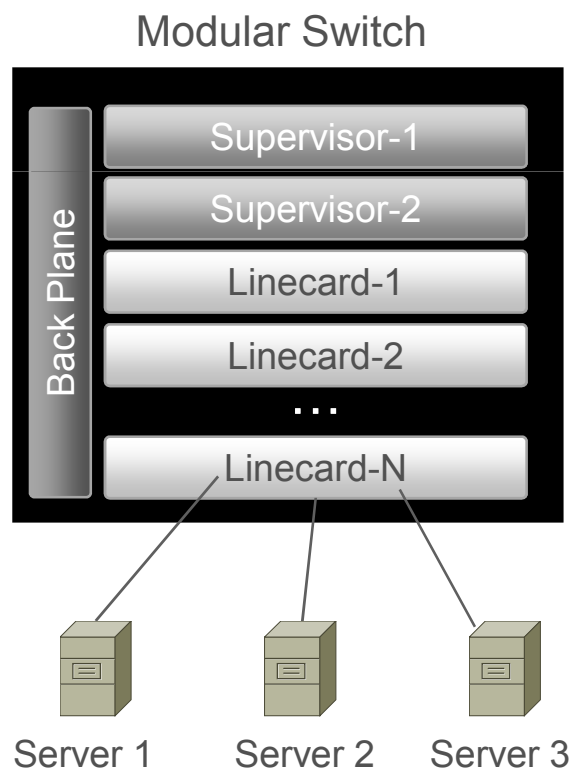 Modular Switch
Back Plane
Supervisor-1
Supervisor-2
Linecard-1
Linecard-2
...
Linecard-N
Server 1
Server 2
Server 3